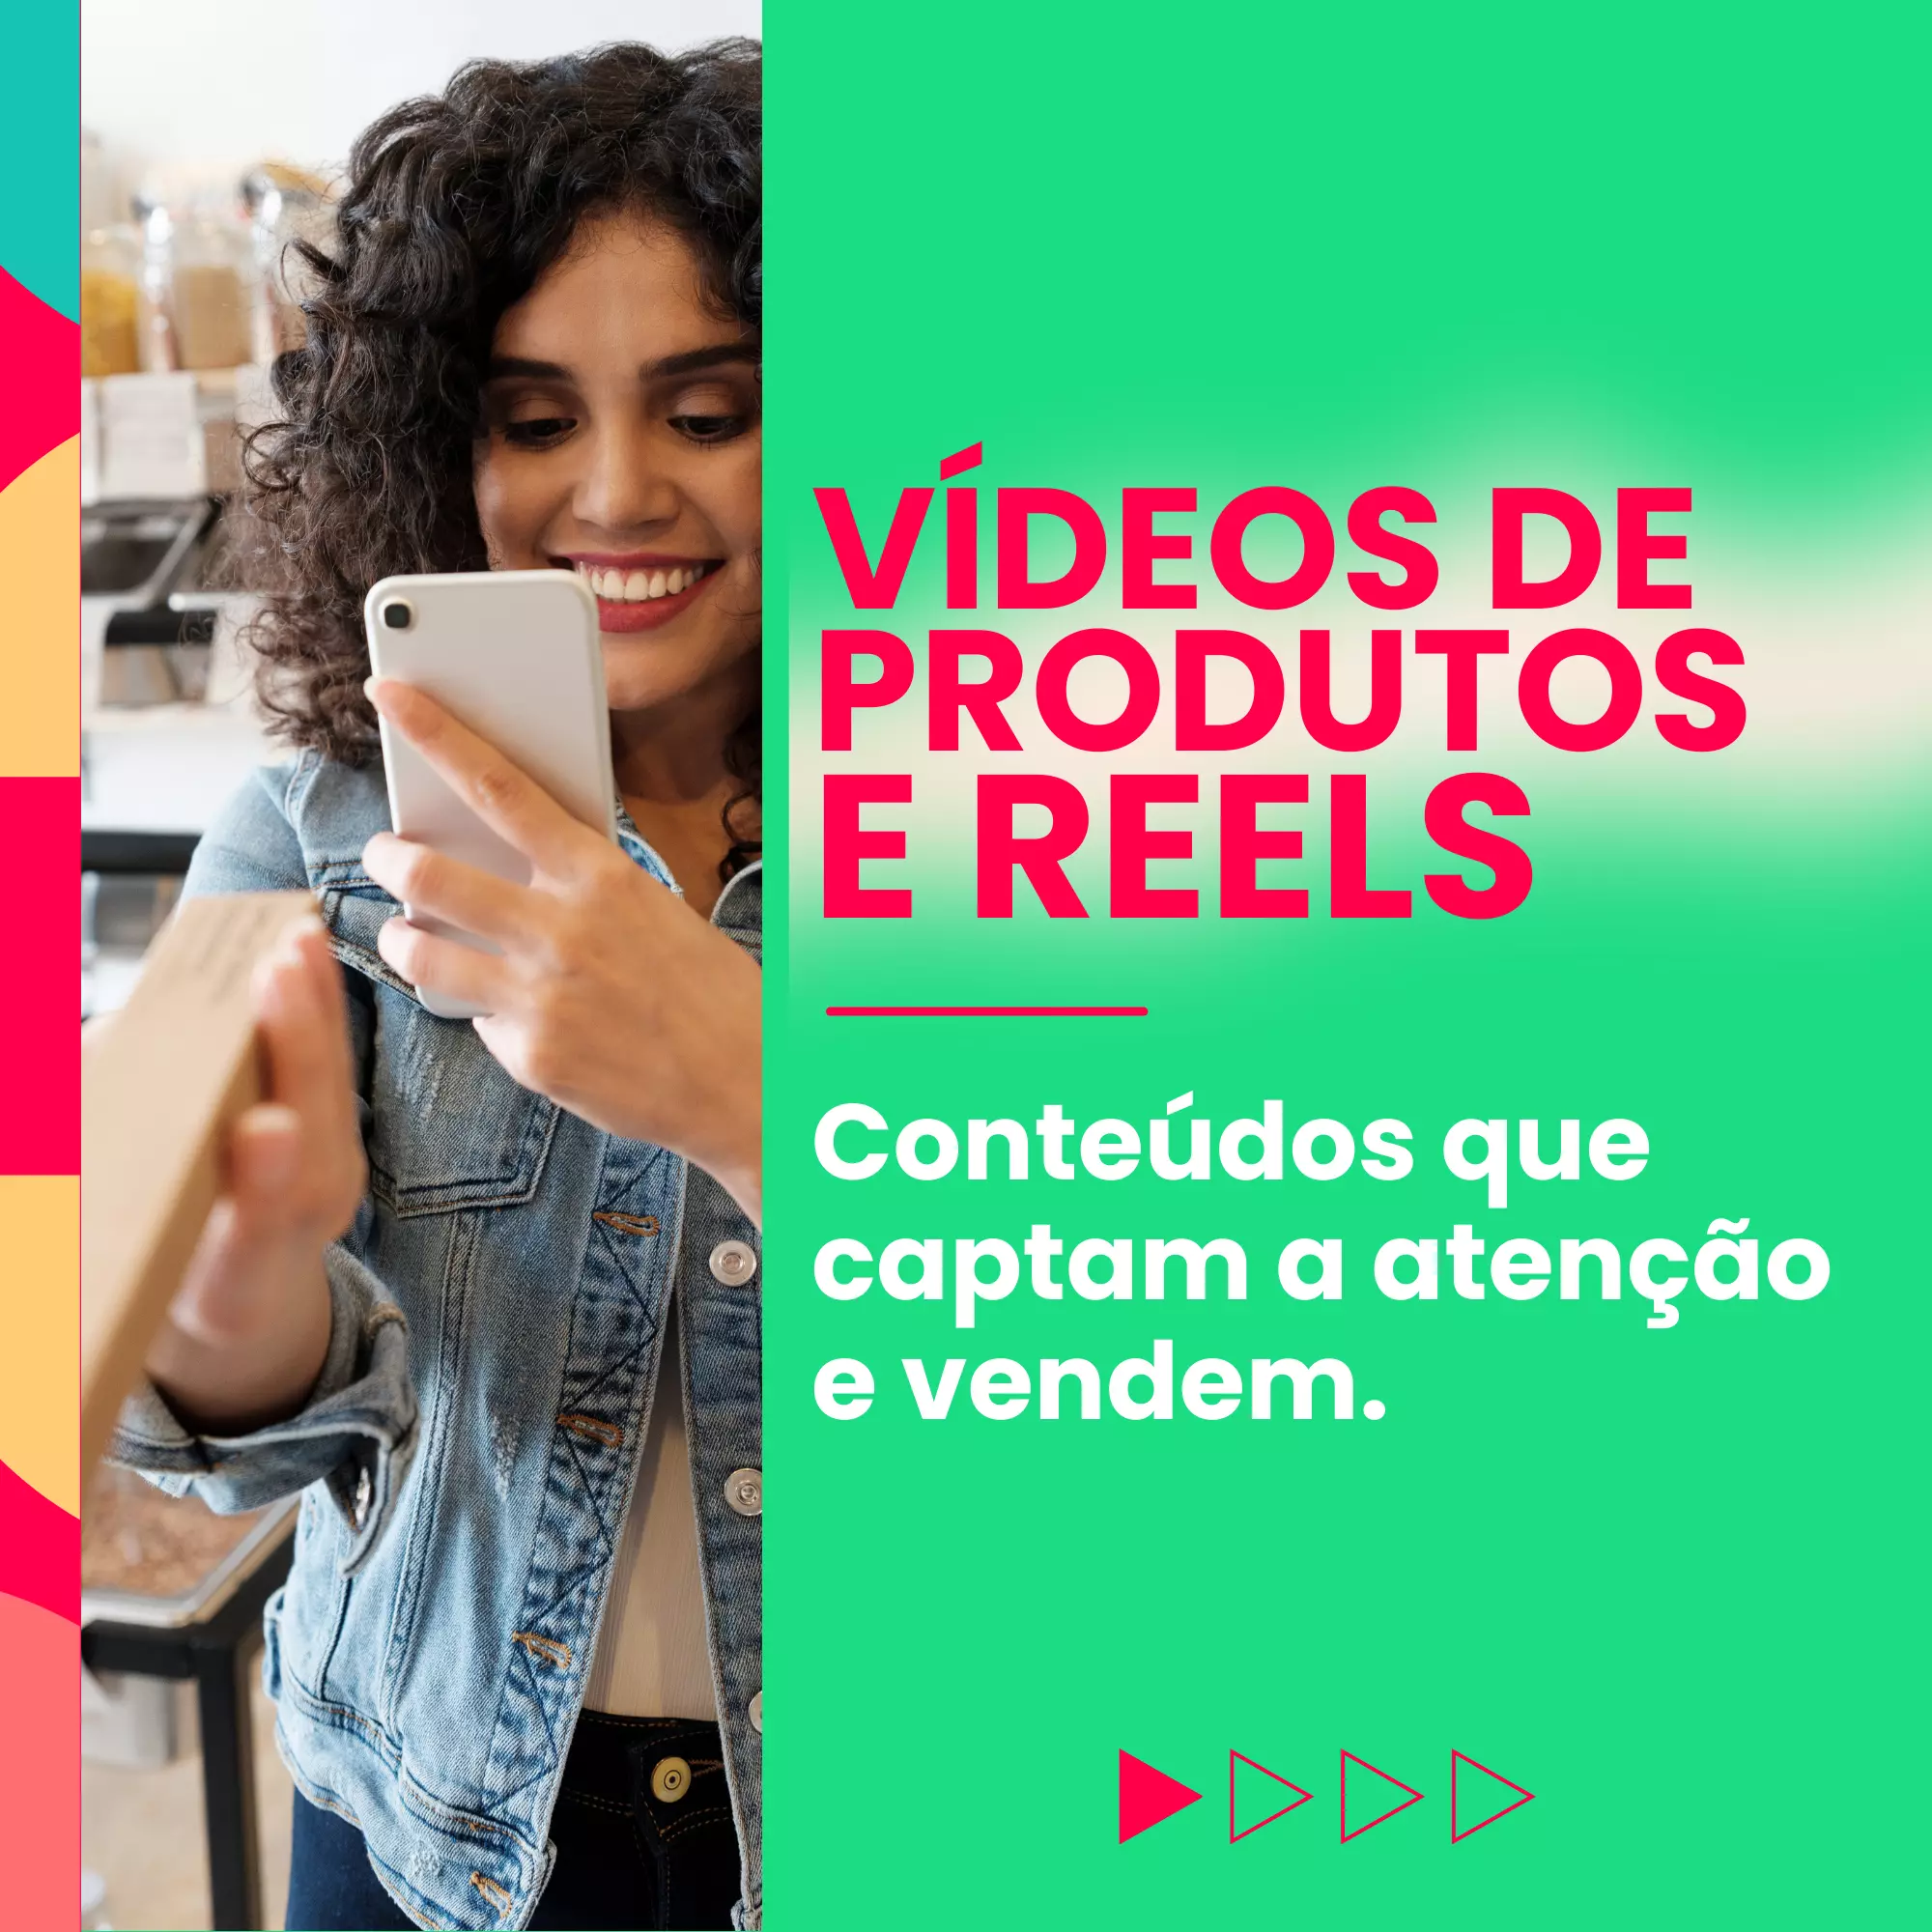 VÍDEOS DE
PRODUTOS
E REELS
Conteúdos que
captam a atenção
e vendem.